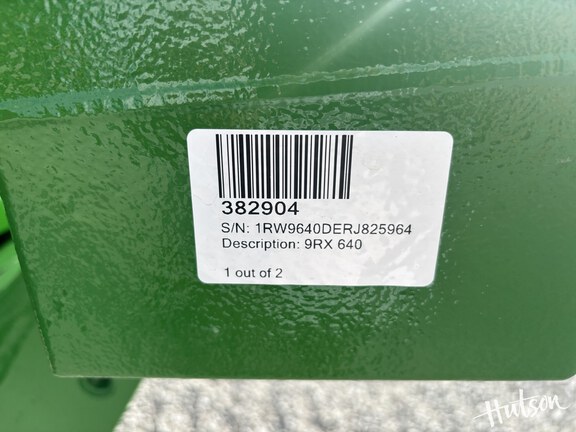 382904
S/N: 1RW9640DERJ825964
Description: 9RX 640
1 out of 2
Hutson